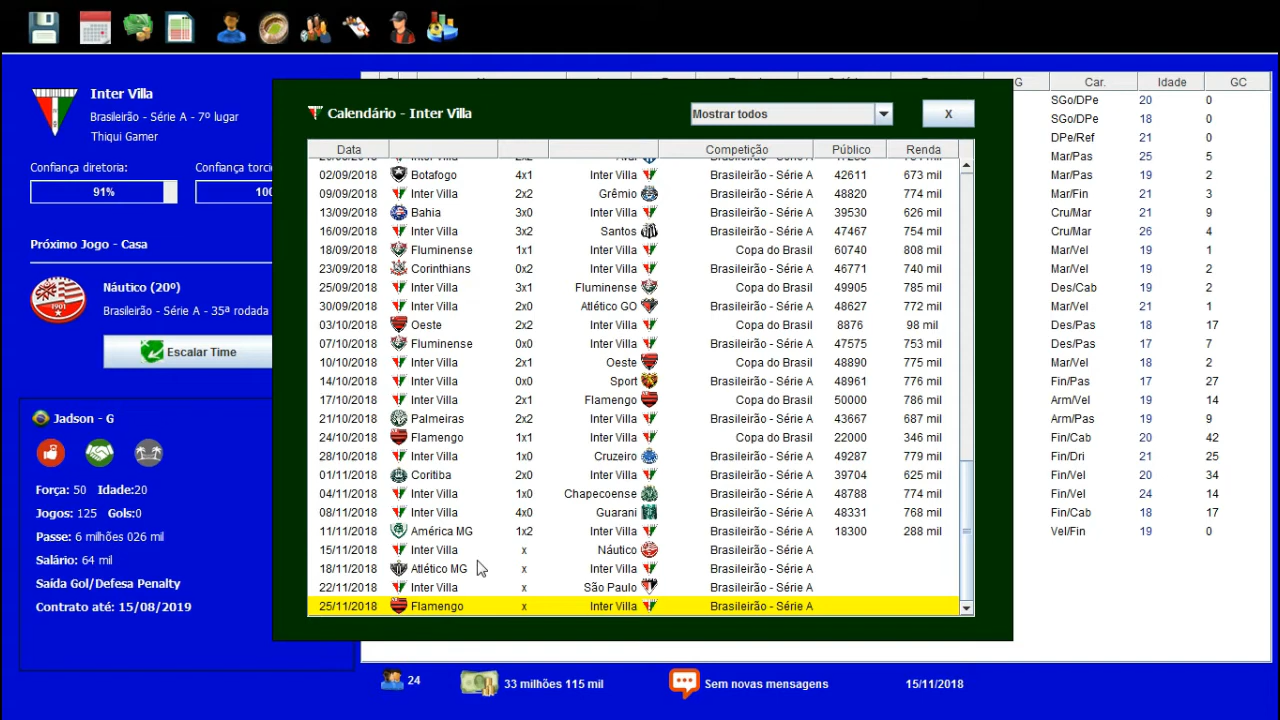 Inter Villa
Brasileirão - Série A - 7º lugar
Thiqui Gamer
Confiança diretoria: Confiança torcid
91% 100
Próximo Jogo - Casa
Náutico (20º)
Brasileirão - Série A - 35ª rodada
Escalar Time
Jadson - G
Força: 50 Idade:20
Jogos: 125 Gols:0
Passe: 6 milhões 026 mil
Salário: 64 mil
Saída Gol/Defesa Penalty
Contrato até: 15/08/2019
Calendário - Inter Villa Mostrar todos X
Data Competição Público Renda
02/09/2018 Botafogo 4x1 Inter Villa Brasileirão - Série A 42611 673 mil
09/09/2018 Inter Villa 2x2 Grêmio Brasileirão - Série A 48820 774 mil
13/09/2018 Bahia 3x0 Inter Villa Brasileirão - Série A 39530 626 mil
16/09/2018 Inter Villa 3x2 Santos Brasileirão - Série A 47467 754 mil
18/09/2018 Fluminense 1x1 Inter Villa Copa do Brasil 60740 808 mil
23/09/2018 Corinthians 0x2 Inter Villa Brasileirão - Série A 46771 740 mil
25/09/2018 Inter Villa 3x1 Fluminense Copa do Brasil 49905 785 mil
30/09/2018 Inter Villa 2x0 Atlético GO Brasileirão - Série A 48627 772 mil
03/10/2018 Oeste 2x2 Inter Villa Copa do Brasil 8876 98 mil
07/10/2018 Fluminense 0x0 Inter Villa Brasileirão - Série A 47575 753 mil
10/10/2018 Inter Villa 2x1 Oeste Copa do Brasil 48890 775 mil
14/10/2018 Inter Villa 0x0 Sport Brasileirão - Série A 48961 776 mil
17/10/2018 Inter Villa 2x1 Flamengo Copa do Brasil 50000 786 mil
21/10/2018 Palmeiras 2x2 Inter Villa Brasileirão - Série A 43667 687 mil
24/10/2018 Flamengo 1x1 Inter Villa Copa do Brasil 22000 346 mil
28/10/2018 Inter Villa 1x0 Cruzeiro Brasileirão - Série A 49287 779 mil
01/11/2018 Coritiba 2x0 Inter Villa Brasileirão - Série A 39704 625 mil
04/11/2018 Inter Villa 1x0 Chapecoense Brasileirão - Série A 48788 774 mil
08/11/2018 Inter Villa 4x0 Guarani Brasileirão - Série A 48331 768 mil
11/11/2018 América MG 1x2 Inter Villa Brasileirão - Série A 18300 288 mil
15/11/2018 Inter Villa x Náutico Brasileirão - Série A
18/11/2018 Atlético MG x Inter Villa Brasileirão - Série A
22/11/2018 Inter Villa x São Paulo Brasileirão - Série A
25/11/2018 Flamengo x Inter Villa Brasileirão - Série A
G Car. Idade GC
SGo/DPe 20 0
SGo/DPe 18 0
DPe/Ref 21 0
Mar/Pas 25 5
Mar/Pas 19 2
Mar/Fin 21 3
Cru/Mar 21 9
Cru/Mar 26 4
Mar/Vel 19 1
Mar/Vel 19 2
Des/Cab 19 2
Mar/Vel 21 1
Des/Pas 18 17
Des/Pas 17 7
Mar/Vel 18 2
Fin/Pas 17 27
Arm/Vel 19 14
Arm/Pas 19 9
Fin/Cab 20 42
Fin/Dri 21 25
Fin/Vel 20 34
Fin/Vel 24 14
Fin/Cab 18 17
Vel/Fin 19 0
24 33 milhões 115 mil Sem novas mensagens 15/11/2018